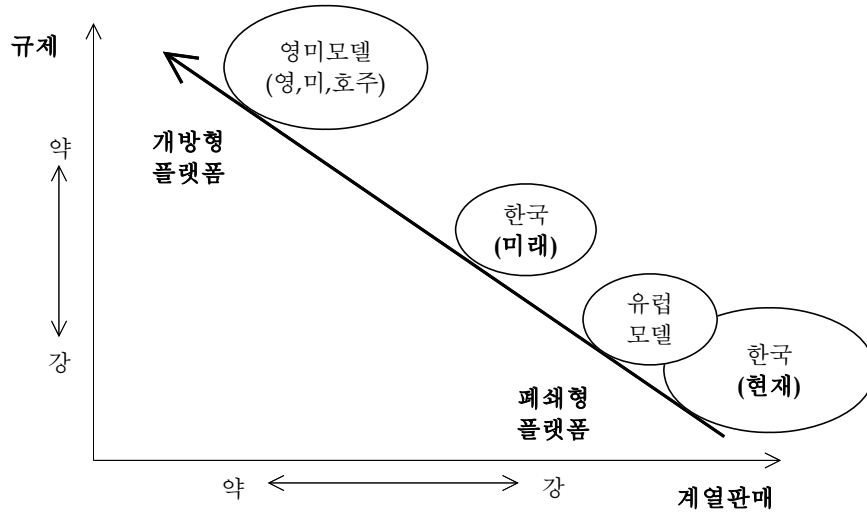 규제
영미모델
(영,미,호주)
약
개방형
플랫폼
한국
(미래)
유럽
모델
강
한국
(현재)
폐쇄형
플랫폼
약
강
계열판매